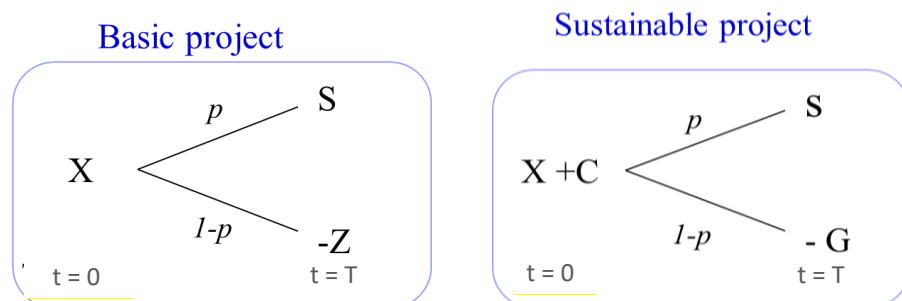 Basic project
p
S
X
1-p
-Z
t = 0
t = T
Sustainable project
p
S
X +C
1-p
- G
t = 0
t = T